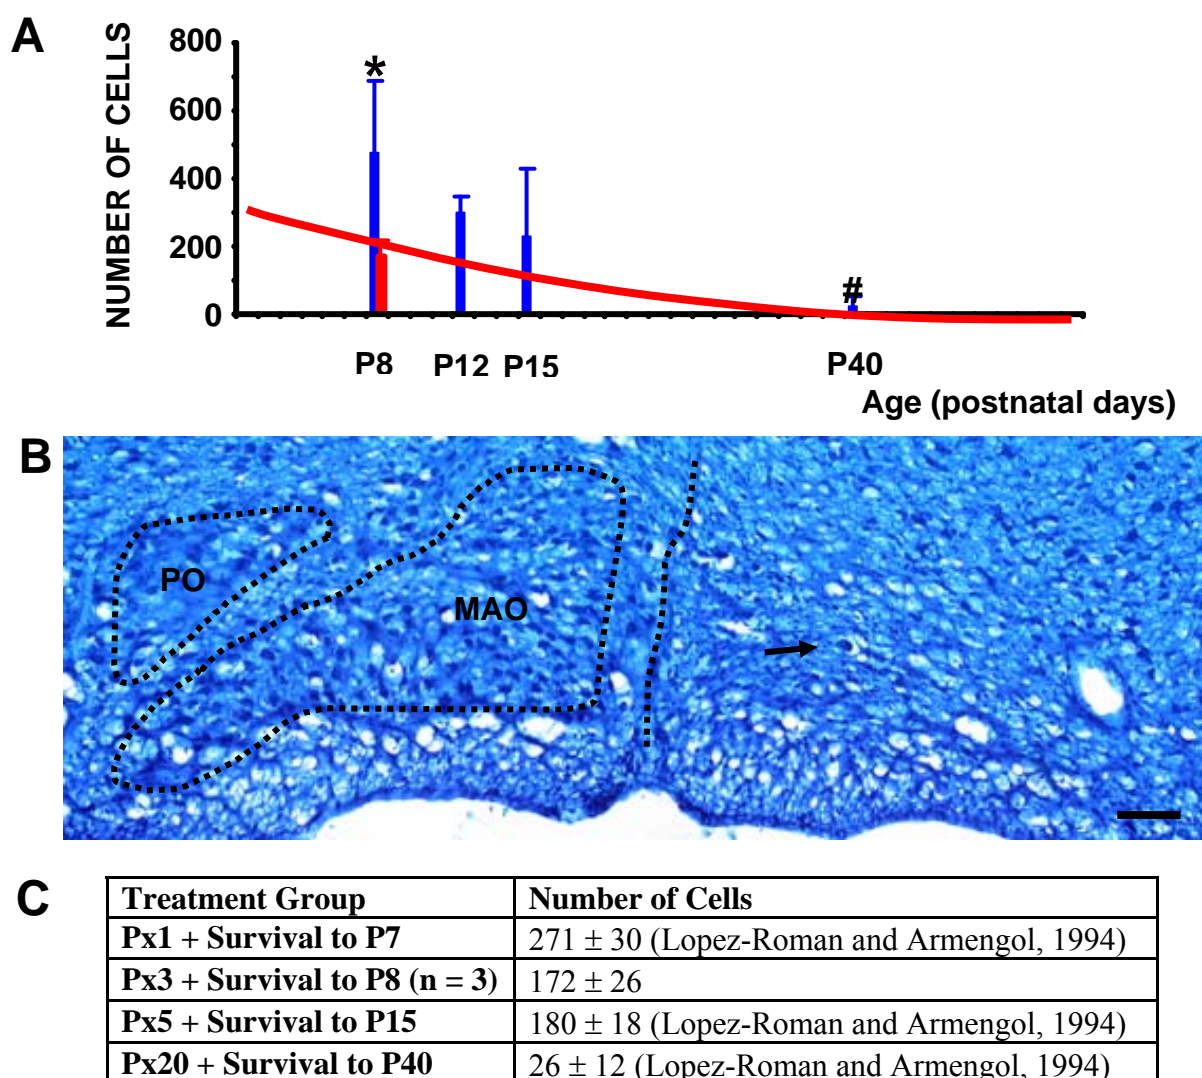 A
NUMBER OF CELLS
800
600
400
200
0
*
#
P8
P12
P15
P40
Age (postnatal days)
B
PO
MAO
C
Treatment Group Number of Cells
Px1 + Survival to P7 271 ± 30 (Lopez-Roman and Armengol, 1994)
Px3 + Survival to P8 (n = 3) 172 ± 26
Px5 + Survival to P15 180 ± 18 (Lopez-Roman and Armengol, 1994)
Px20 + Survival to P40 26 ± 12 (Lopez-Roman and Armengol, 1994)